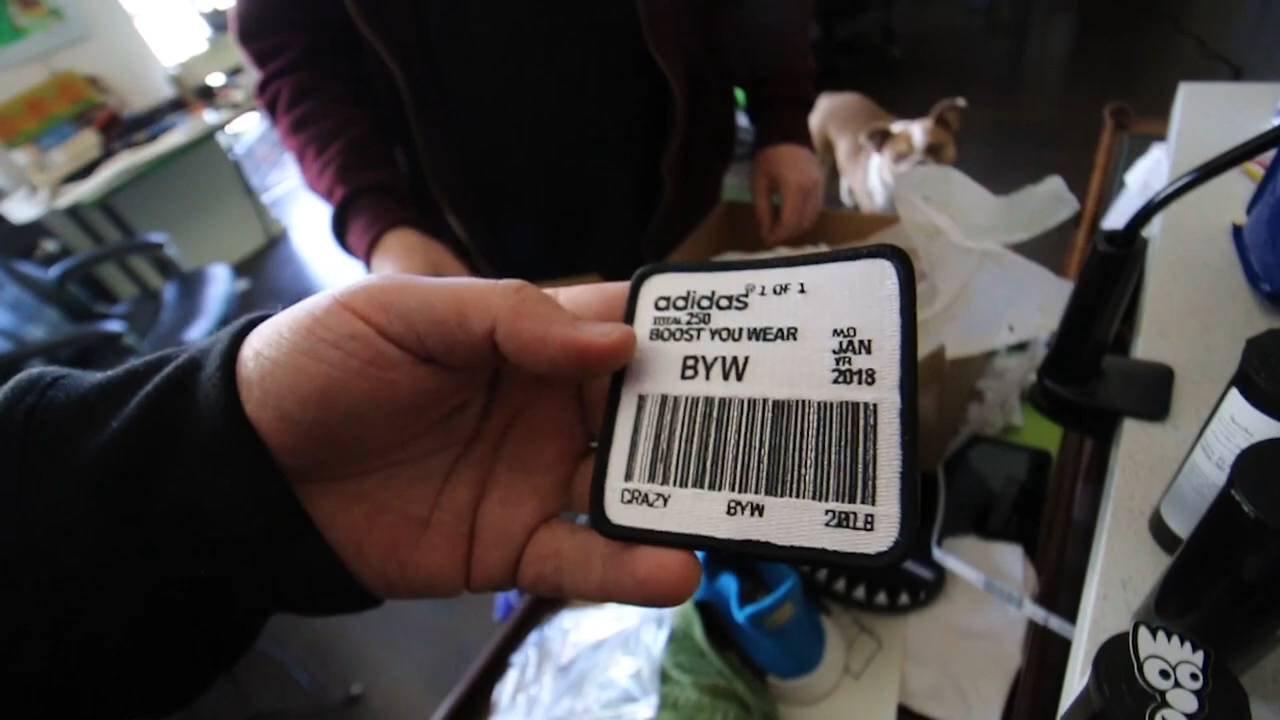 adidas P 1 OF 1
TOTAL 250
BOOST YOU WEAR
BYW
MO
JAN
YR
2018
CRAZY BYW 2018